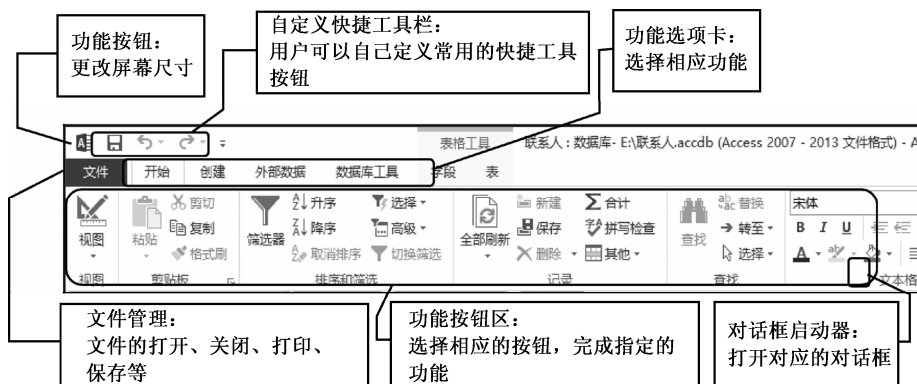 功能按钮：
更改屏幕尺寸
自定义快捷工具栏：
用户可以自己定义常用的快捷工具
按钮
功能选项卡：
选择相应功能
表格工具 联系人：数据库- E:\联系人.accdb (Access 2007 - 2013 文件格式) - A
文件 开始 创建 外部数据 数据库工具 字段 表
视图 粘贴 剪切 复制 格式刷
筛选器 升序 降序 取消排序 选择 高级 切换筛选
全部刷新 新建 保存 删除 合计 拼写检查 其他
查找 替换 转至 选择
宋体
B I U
A
视图 剪贴板 排序和筛选 记录 查找 文本格
文件管理：
文件的打开、关闭、打印、
保存等
功能按钮区：
选择相应的按钮，完成指定的
功能
对话框启动器：
打开对应的对话框